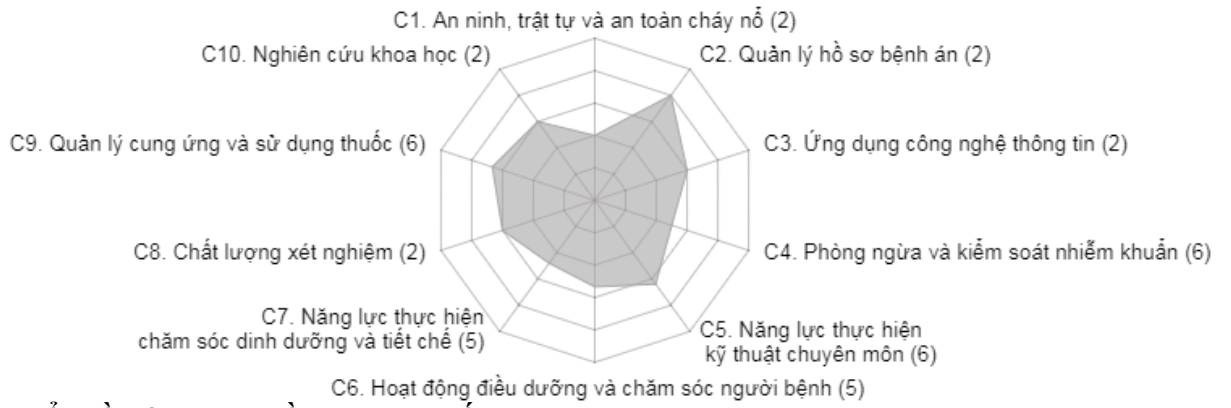 C1. An ninh, trật tự và an toàn cháy nổ (2)
C10. Nghiên cứu khoa học (2)
C2. Quản lý hồ sơ bệnh án (2)
C9. Quản lý cung ứng và sử dụng thuốc (6)
C3. Ứng dụng công nghệ thông tin (2)
C8. Chất lượng xét nghiệm (2)
C4. Phòng ngừa và kiểm soát nhiễm khuẩn (6)
C7. Năng lực thực hiện
chăm sóc dinh dưỡng và tiết chế (5)
C5. Năng lực thực hiện
kỹ thuật chuyên môn (6)
C6. Hoạt động điều dưỡng và chăm sóc người bệnh (5)